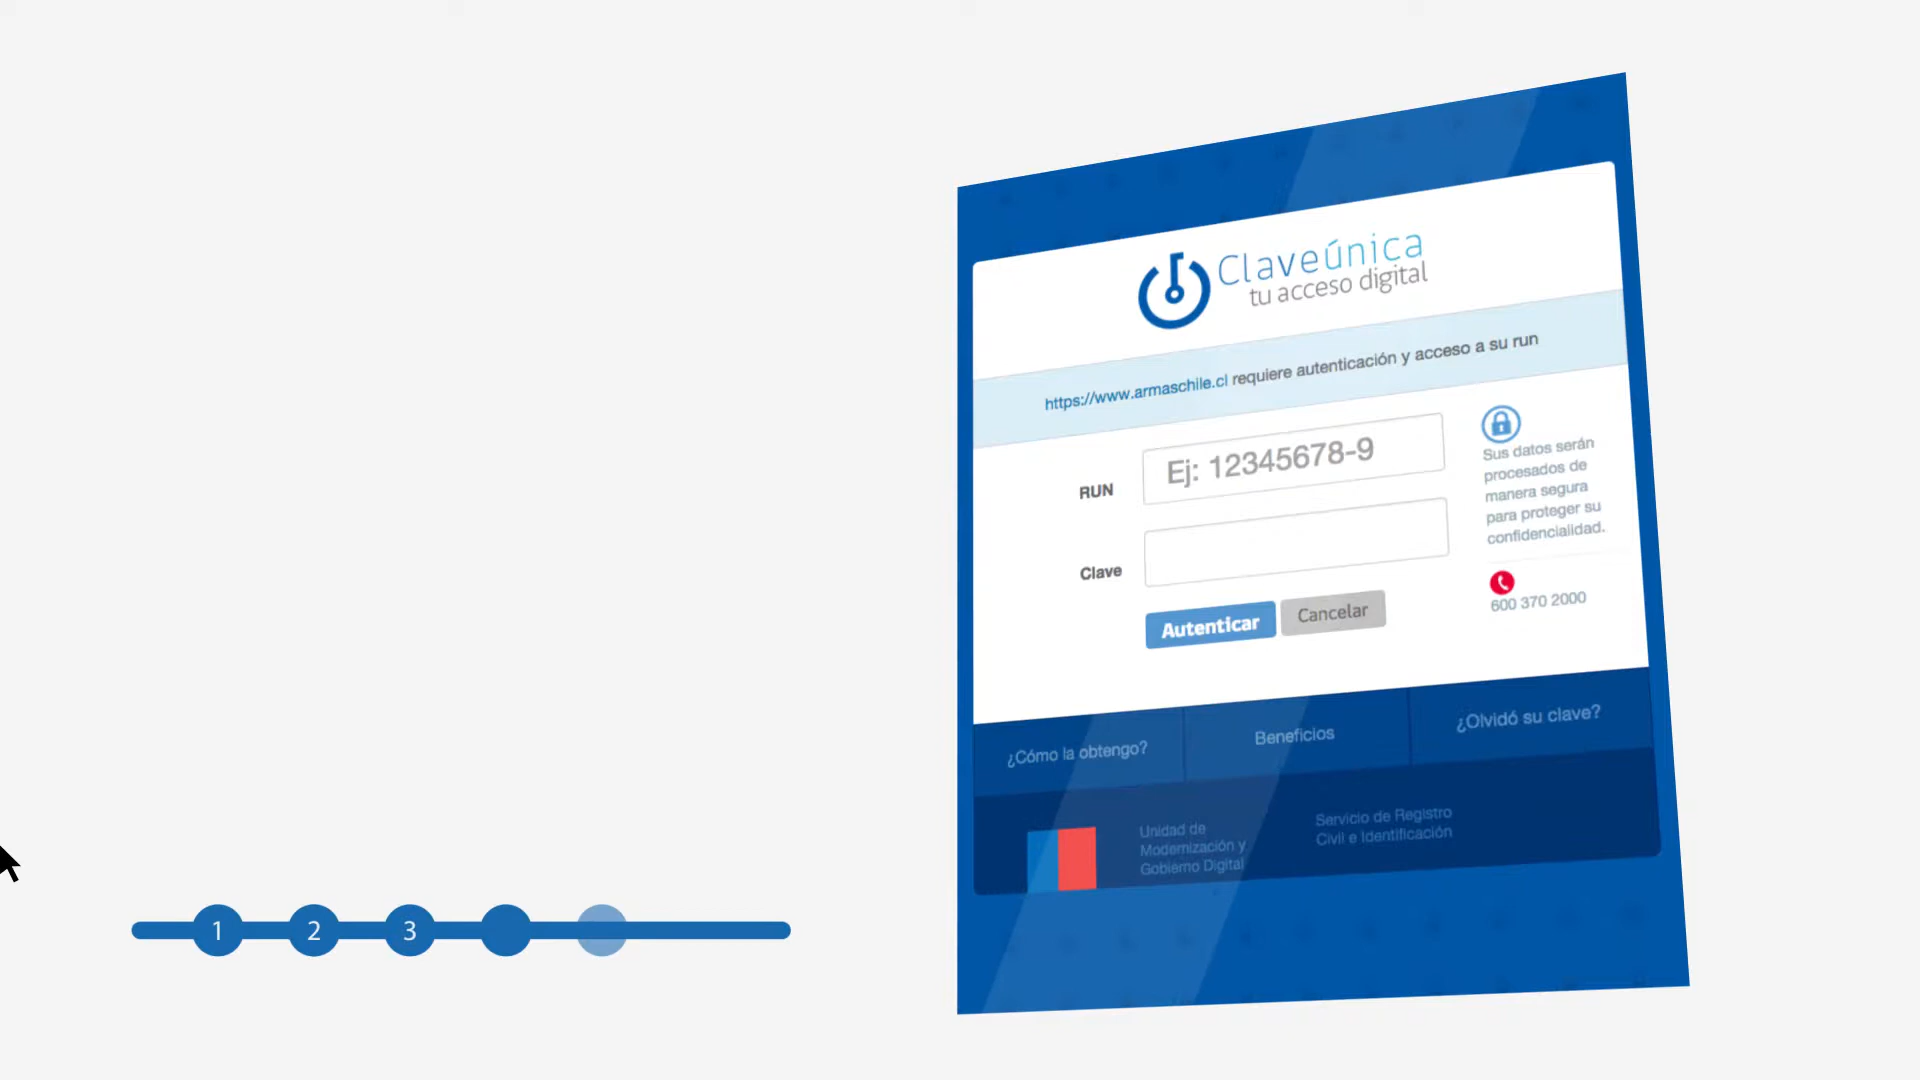 Claveúnica
tu acceso digital
https://www.armaschile.cl requiere autenticación y acceso a su run
RUN
Ej: 12345678-9
Clave
Autenticar
Cancelar
Sus datos serán
procesados de
manera segura
para proteger su
confidencialidad.
600 370 2000
¿Cómo la obtengo?
Beneficios
¿Olvidó su clave?
Unidad de
Modernización y
Gobierno Digital
Servicio de Registro
Civil e Identificación
1
2
3